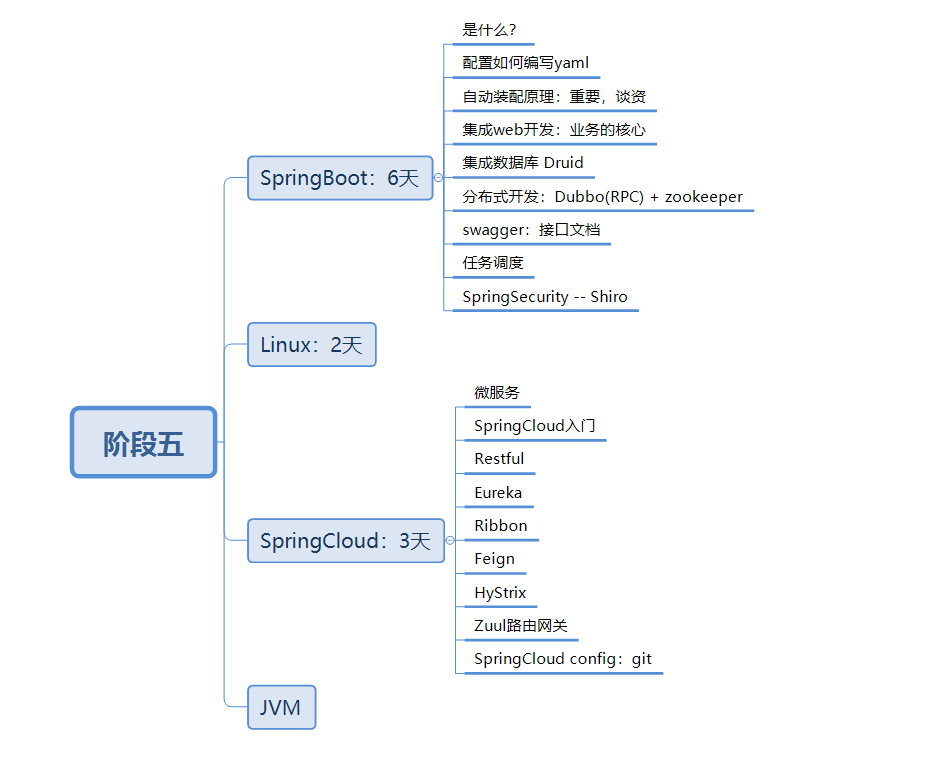 阶段五
SpringBoot：6天
是什么？
配置如何编写yaml
自动装配原理：重要，谈资
集成web开发：业务的核心
集成数据库 Druid
分布式开发：Dubbo(RPC) + zookeeper
swagger：接口文档
任务调度
SpringSecurity -- Shiro
Linux：2天
SpringCloud：3天
微服务
SpringCloud入门
Restful
Eureka
Ribbon
Feign
HyStrix
Zuul路由网关
SpringCloud config：git
JVM